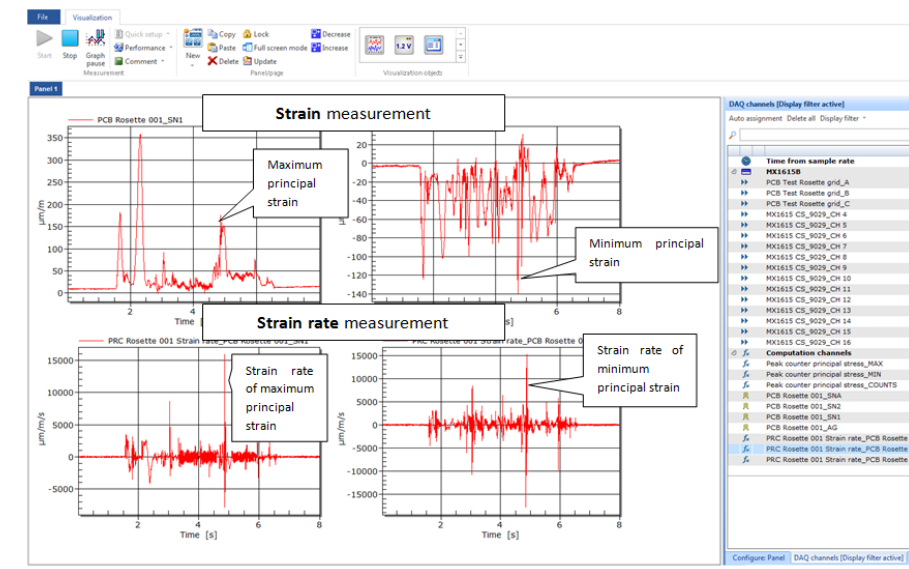 File Visualization
Start Stop Graph pause Quick setup Performance Comment New Copy Paste Delete Lock Full screen mode Update Decrease Increase 1.2 V
Measurement Panel/page Visualization objects
Panel 1
Strain measurement
PCB Rosette 001_SN1
350
300
250
200
150
100
50
0
µm/m
2 4
Time [
Maximum
principal
strain
20
0
-20
-40
-60
-80
-100
-120
-140
6 8
s]
Minimum principal
strain
Strain rate measurement
PRC Rosette 001 Strain
15000
10000
5000
0
-5000
µm/m/s
2 4 6 8
Time [s]
Strain rate
of maximum
principal
strain
PRC Rosette 001 Strain rate_PCB Rosette 0
15000
10000
5000
0
-5000
-10000
-15000
µm/m/s
2 4 6 8
Time [s]
Strain rate of
minimum
principal strain
DAQ channels [Display filter active]
Auto assignment Delete all Display filter
Time from sample rate
MX1615B
PCB Test Rosette grid_A
PCB Test Rosette grid_B
PCB Test Rosette grid_C
MX1615 CS_9029_CH 4
MX1615 CS_9029_CH 5
MX1615 CS_9029_CH 6
MX1615 CS_9029_CH 7
MX1615 CS_9029_CH 8
MX1615 CS_9029_CH 9
MX1615 CS_9029_CH 10
MX1615 CS_9029_CH 11
MX1615 CS_9029_CH 12
MX1615 CS_9029_CH 13
MX1615 CS_9029_CH 14
MX1615 CS_9029_CH 15
MX1615 CS_9029_CH 16
Computation channels
Peak counter principal stress_MAX
Peak counter principal stress_MIN
Peak counter principal stress_COUNTS
PCB Rosette 001_SNA
PCB Rosette 001_SN2
PCB Rosette 001_SN1
PCB Rosette 001_AG
PRC Rosette 001 Strain rate_PCB Rosette
PRC Rosette 001 Strain rate_PCB Rosette
PRC Rosette 001 Strain rate_PCB Rosette
Configure: Panel DAQ channels [Display filter active]